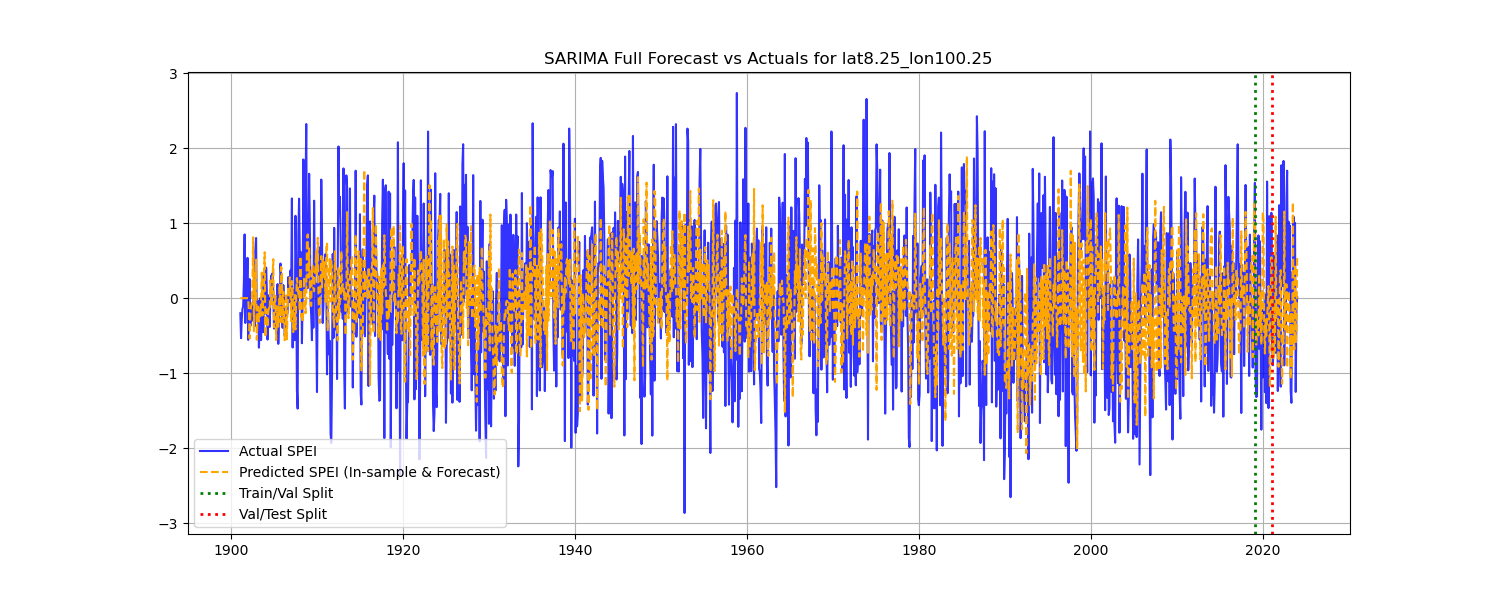 SARIMA Full Forecast vs Actuals for lat8.25_lon100.25
3
2
1
0
−1
−2
−3
Actual SPEI
Predicted SPEI (In-sample & Forecast)
Train/Val Split
Val/Test Split
1900 1920 1940 1960 1980 2000 2020